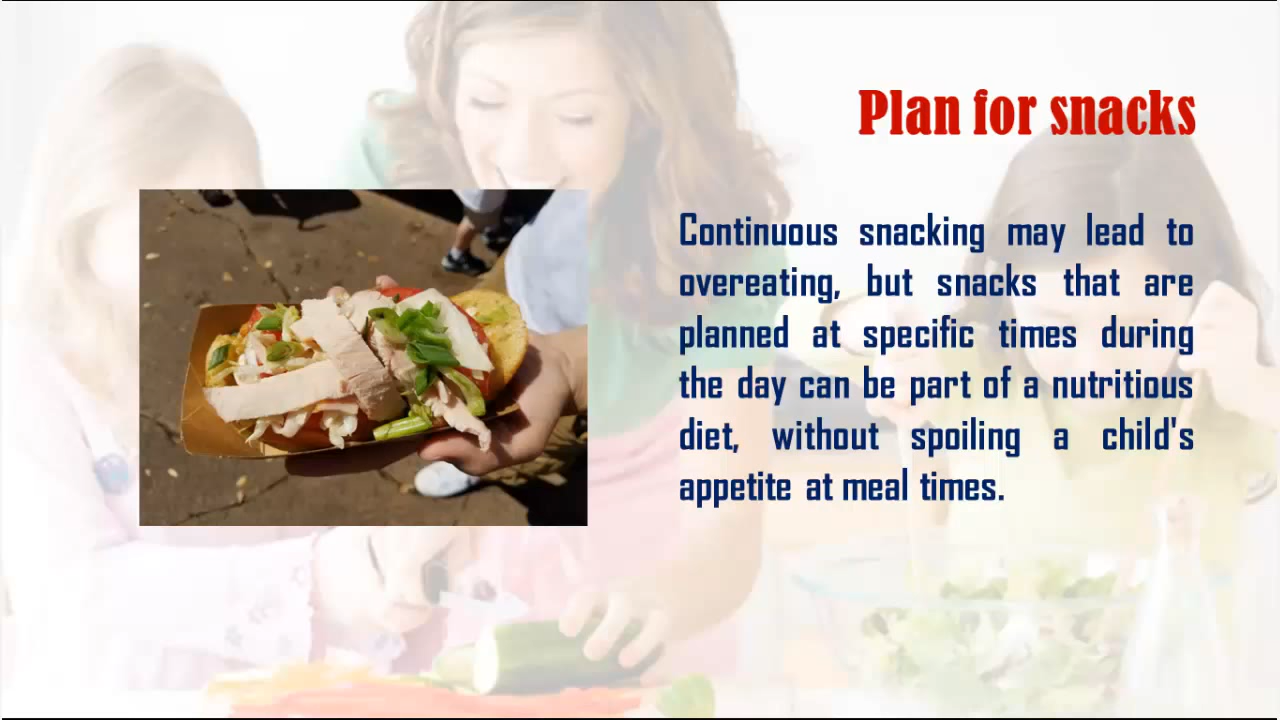 Plan for snacks
Continuous snacking may lead to
overeating, but snacks that are
planned at specific times during
the day can be part of a nutritious
diet, without spoiling a child's
appetite at meal times.